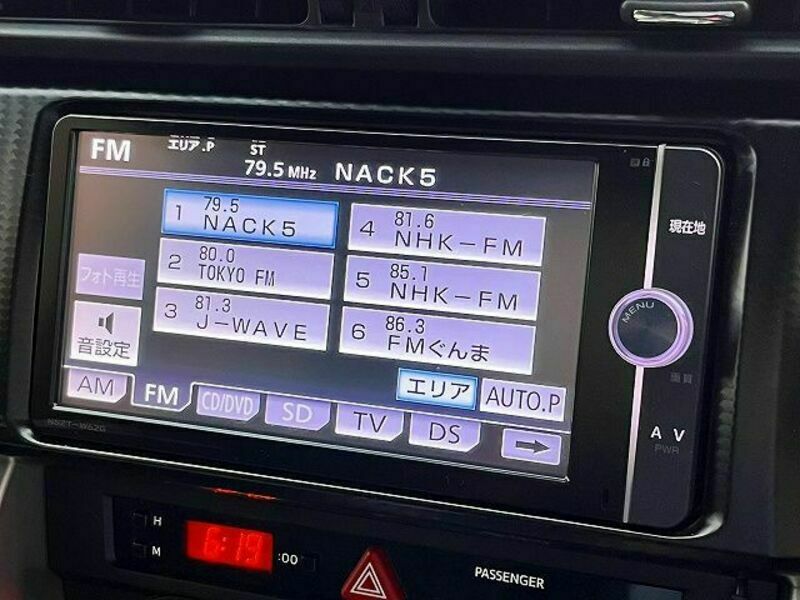 FM
エリア.P
ST
79.5 MHz NACK5
1 79.5
NACK5
2 80.0
TOKYO FM
3 81.3
J-WAVE
4 81.6
NHK-FM
5 85.1
NHK-FM
6 86.3
FMぐんま
フォト再生
音設定
エリア
AUTO.P
AM
FM
CD/DVD
SD
TV
DS
現在地
MENU
画質
AV
PWR
NSZT-W62G
H
M
6:19
:00
PASSENGER